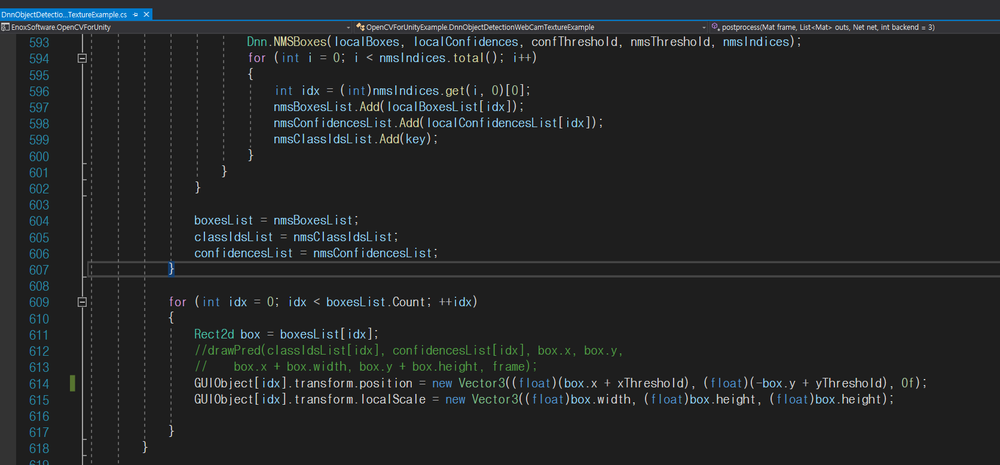 DnnObjectDetectio...TextureExample.cs
EnoxSoftware.OpenCVForUnity OpenCVForUnityExample.DnnObjectDetectionWebCamTextureExample postprocess(Mat frame, List<Mat> outs, Net net, int backend = 3)
593 Dnn.NMSBoxes(localBoxes, localConfidences, confThreshold, nmsThreshold, nmsIndices);
594 for (int i = 0; i < nmsIndices.total(); i++)
595 {
596 int idx = (int)nmsIndices.get(i, 0)[0];
597 nmsBoxesList.Add(localBoxesList[idx]);
598 nmsConfidencesList.Add(localConfidencesList[idx]);
599 nmsClassIdsList.Add(key);
600 }
601 }
602 }
603
604 boxesList = nmsBoxesList;
605 classIdsList = nmsClassIdsList;
606 confidencesList = nmsConfidencesList;
607 }
608
609 for (int idx = 0; idx < boxesList.Count; ++idx)
610 {
611 Rect2d box = boxesList[idx];
612 //drawPred(classIdsList[idx], confidencesList[idx], box.x, box.y,
613 // box.x + box.width, box.y + box.height, frame);
614 GUIObject[idx].transform.position = new Vector3((float)(box.x + xThreshold), (float)(-box.y + yThreshold), 0f);
615 GUIObject[idx].transform.localScale = new Vector3((float)box.width, (float)box.height, (float)box.height);
616
617 }
618 }
619